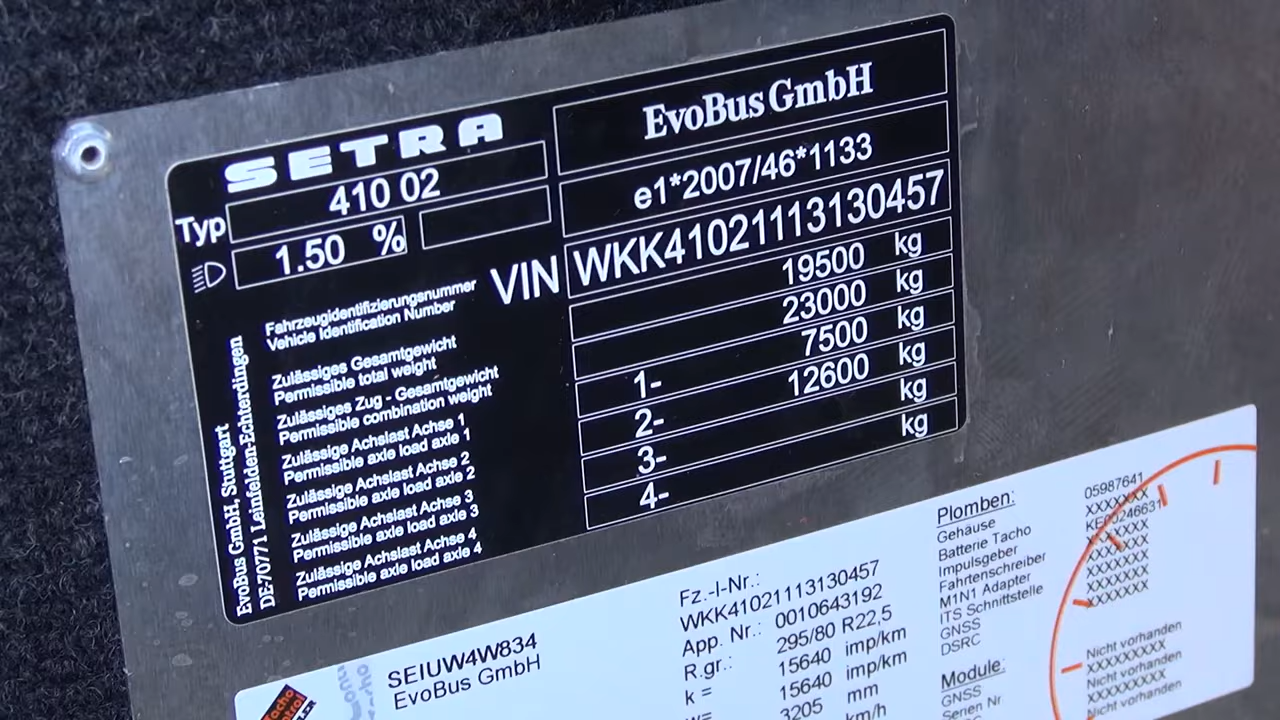 SETRA
Typ 410 02
1.50 %
EvoBus GmbH
e1*2007/46*1133
VIN WKK41021113130457
19500 kg
23000 kg
1- 7500 kg
2- 12600 kg
3- kg
4- kg
Fahrzeugidentifizierungsnummer
Vehicle Identification Number
Zulässiges Gesamtgewicht
Permissible total weight
Zulässiges Zug - Gesamtgewicht
Permissible combination weight
Zulässige Achslast Achse 1
Permissible axle load axle 1
Zulässige Achslast Achse 2
Permissible axle load axle 2
Zulässige Achslast Achse 3
Permissible axle load axle 3
Zulässige Achslast Achse 4
Permissible axle load axle 4
EvoBus GmbH, Stuttgart
DE-70771 Leinfelden-Echterdingen
SEIUW4W834
EvoBus GmbH
Fz.-I-Nr.:
WKK41021113130457
App. Nr.: 0010643192
R.gr.: 295/80 R22,5
k = 15640 imp/km
w= 15640 imp/km
3205 mm
km/h
Plomben:
Gehäuse 05987641
Batterie Tacho XXXXXXX
Impulsgeber
Fahrtenschreiber XXXXXXX
M1N1 Adapter XXXXXXX
ITS Schnittstelle XXXXXXX
GNSS XXXXXXX
DSRC XXXXXXX
Module:
GNSS Nicht vorhanden
Serien Nr XXXXXXXXX
Nicht vorhanden
XXXXXXXXX
Nicht vorhanden